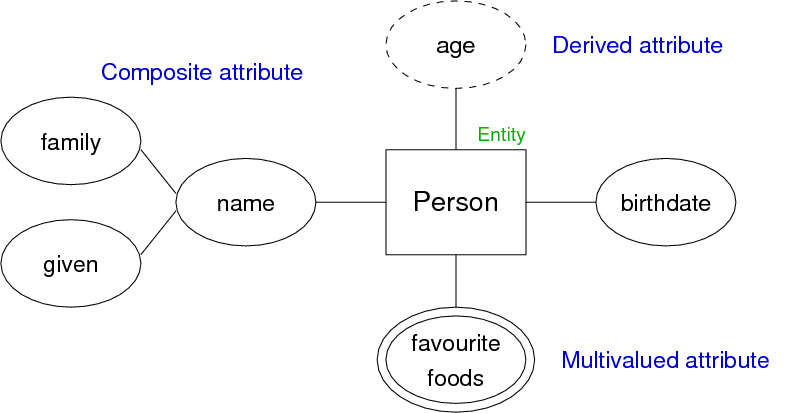 age
Derived attribute
Composite attribute
Entity
family
name
Person
birthdate
given
favourite
foods
Multivalued attribute